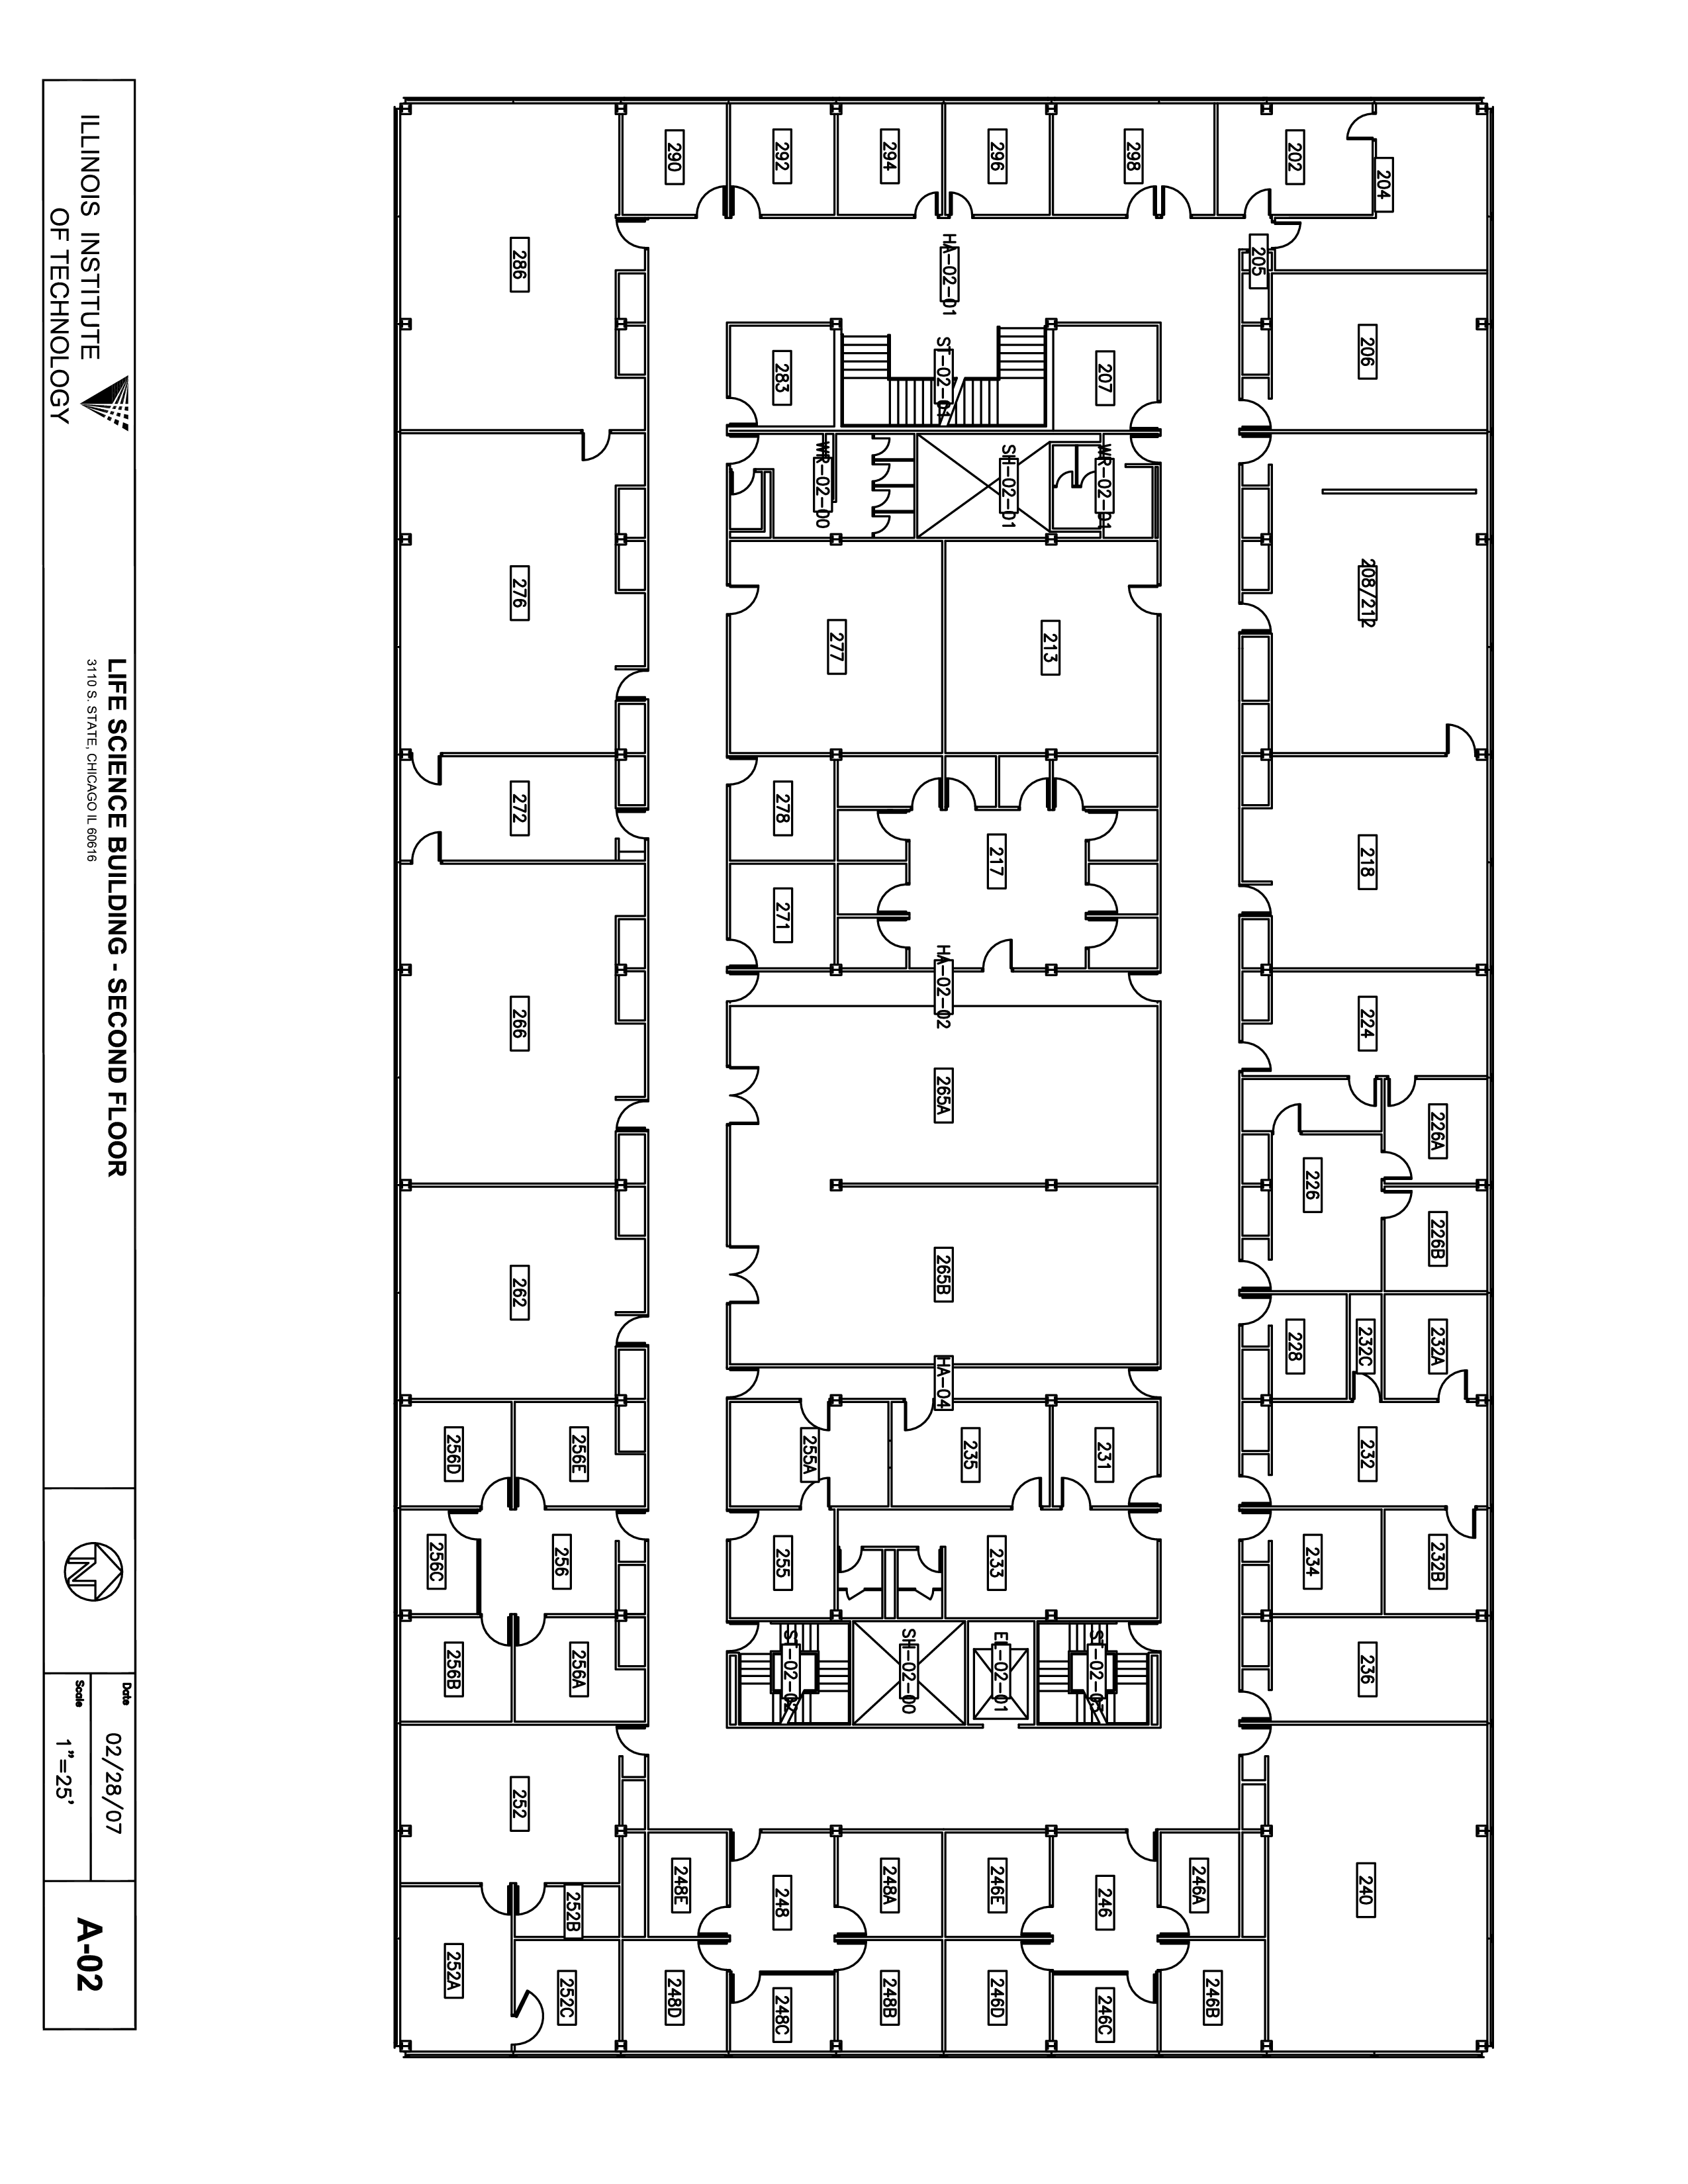 ILLINOIS INSTITUTE
OF TECHNOLOGY
LIFE SCIENCE BUILDING - SECOND FLOOR
3110 S. STATE, CHICAGO IL 60616
N
Date
02/28/07
Scale
1"=25'
A-02
290
292
294
296
298
202
204
205
286
HA-02-01
206
283
ST-02-01
207
WR-02-00
SH-02-01
WR-02-01
276
277
213
208/212
272
278
217
218
271
HA-02-02
266
265A
224
226A
226
226B
262
265B
228
232C
232A
HA-04
256D
256E
255A
235
231
232
256C
256
255
233
234
232B
256B
256A
ST-02-02
SH-02-00
EL-02-01
ST-02-03
236
252
248E
248
248A
246E
246
246A
240
252B
252A
252C
248D
248C
248B
246D
246C
246B